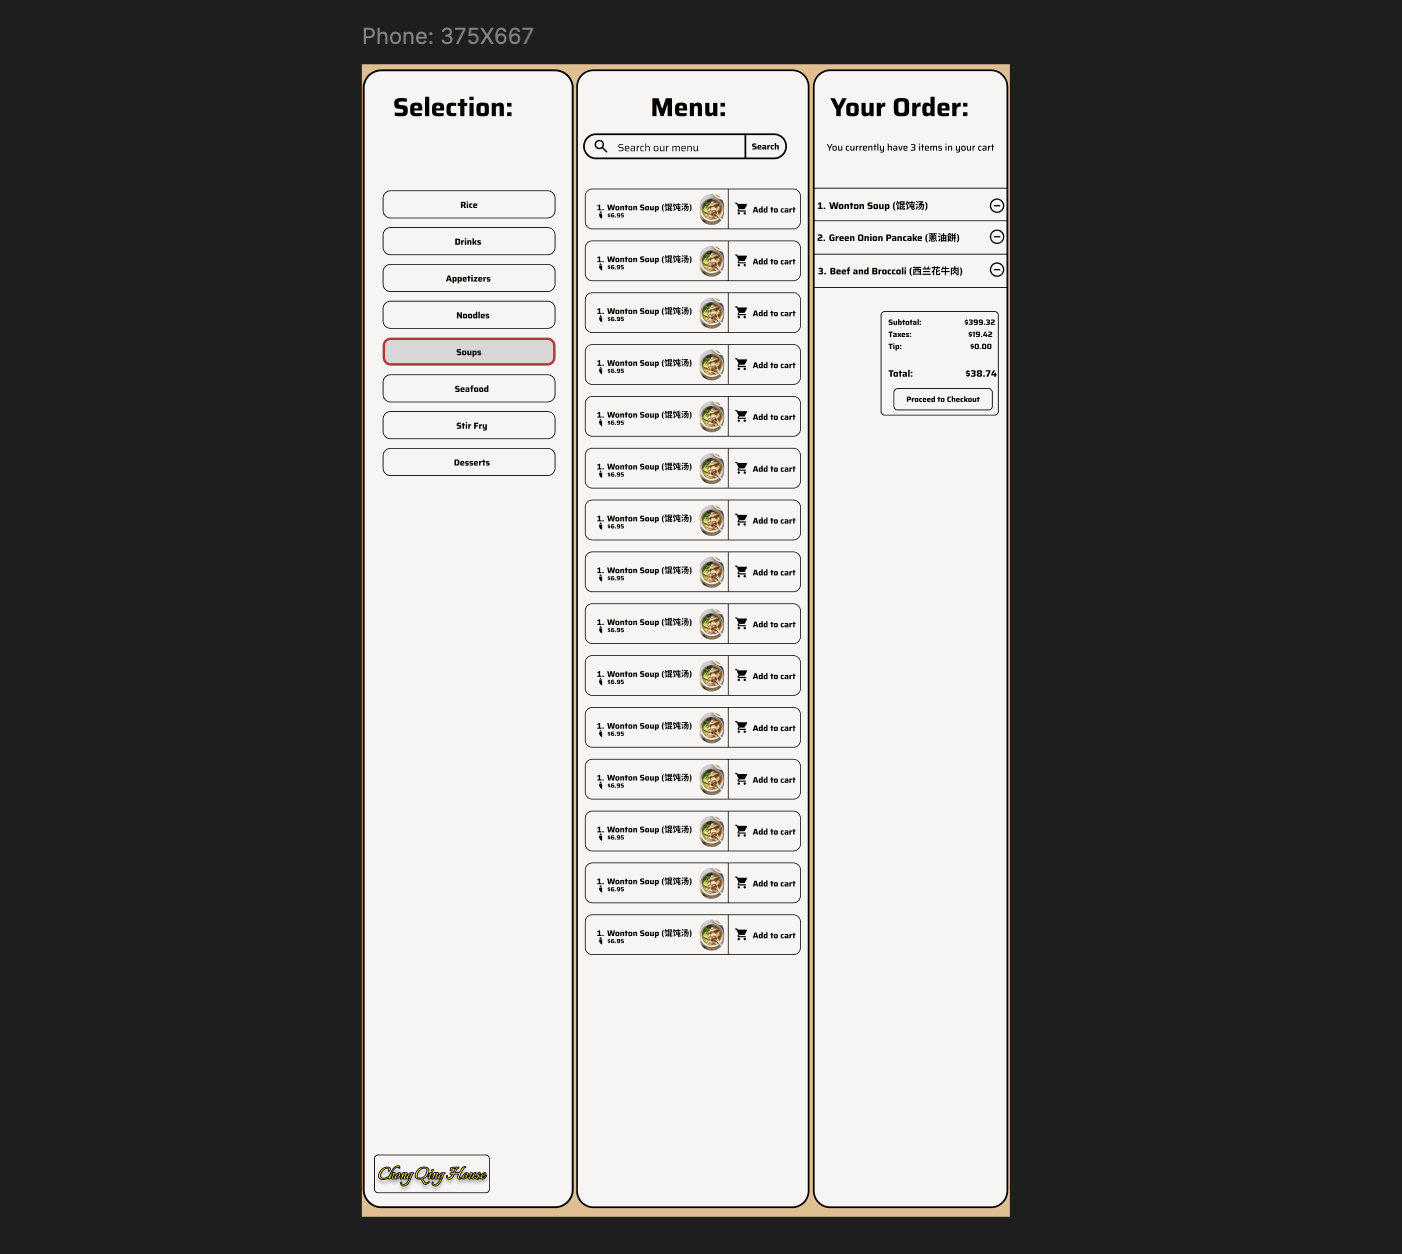 Phone: 375X667
Selection:
Rice
Drinks
Appetizers
Noodles
Soups
Seafood
Stir Fry
Desserts
Chong Qing House
Menu:
Search our menu
Search
1. Wonton Soup (馄饨汤)
$6.95
Add to cart
1. Wonton Soup (馄饨汤)
$6.95
Add to cart
1. Wonton Soup (馄饨汤)
$6.95
Add to cart
1. Wonton Soup (馄饨汤)
$6.95
Add to cart
1. Wonton Soup (馄饨汤)
$6.95
Add to cart
1. Wonton Soup (馄饨汤)
$6.95
Add to cart
1. Wonton Soup (馄饨汤)
$6.95
Add to cart
1. Wonton Soup (馄饨汤)
$6.95
Add to cart
1. Wonton Soup (馄饨汤)
$6.95
Add to cart
1. Wonton Soup (馄饨汤)
$6.95
Add to cart
1. Wonton Soup (馄饨汤)
$6.95
Add to cart
1. Wonton Soup (馄饨汤)
$6.95
Add to cart
1. Wonton Soup (馄饨汤)
$6.95
Add to cart
1. Wonton Soup (馄饨汤)
$6.95
Add to cart
1. Wonton Soup (馄饨汤)
$6.95
Add to cart
Your Order:
You currently have 3 items in your cart
1. Wonton Soup (馄饨汤)
2. Green Onion Pancake (蔥油餅)
3. Beef and Broccoli (西兰花牛肉)
Subtotal: $399.32
Taxes: $19.42
Tip: $0.00
Total: $38.74
Proceed to Checkout